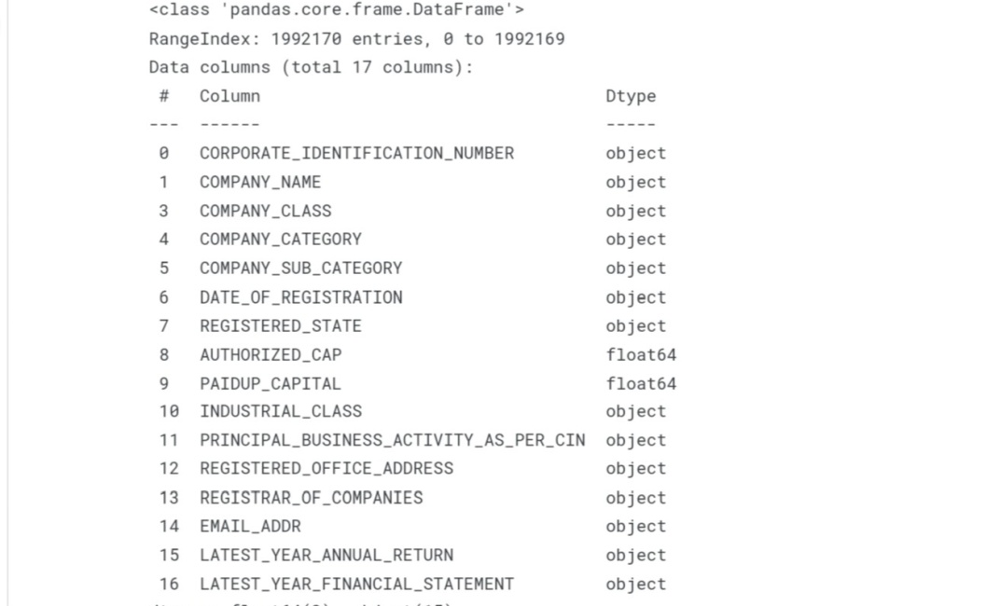 <class 'pandas.core.frame.DataFrame'>
RangeIndex: 1992170 entries, 0 to 1992169
Data columns (total 17 columns):
 #   Column                                Dtype
---  ------                                -----
 0   CORPORATE_IDENTIFICATION_NUMBER       object
 1   COMPANY_NAME                          object
 3   COMPANY_CLASS                         object
 4   COMPANY_CATEGORY                      object
 5   COMPANY_SUB_CATEGORY                  object
 6   DATE_OF_REGISTRATION                  object
 7   REGISTERED_STATE                      object
 8   AUTHORIZED_CAP                        float64
 9   PAIDUP_CAPITAL                        float64
 10  INDUSTRIAL_CLASS                      object
 11  PRINCIPAL_BUSINESS_ACTIVITY_AS_PER_CIN  object
 12  REGISTERED_OFFICE_ADDRESS             object
 13  REGISTRAR_OF_COMPANIES                object
 14  EMAIL_ADDR                            object
 15  LATEST_YEAR_ANNUAL_RETURN             object
 16  LATEST_YEAR_FINANCIAL_STATEMENT       object